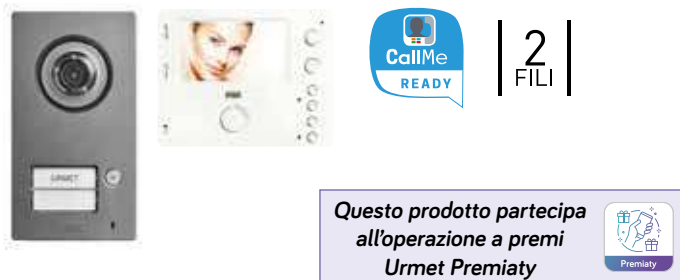 URMET
CallMe
READY
2
FILI
Questo prodotto partecipa
all'operazione a premi
Urmet Premiaty
Premiaty